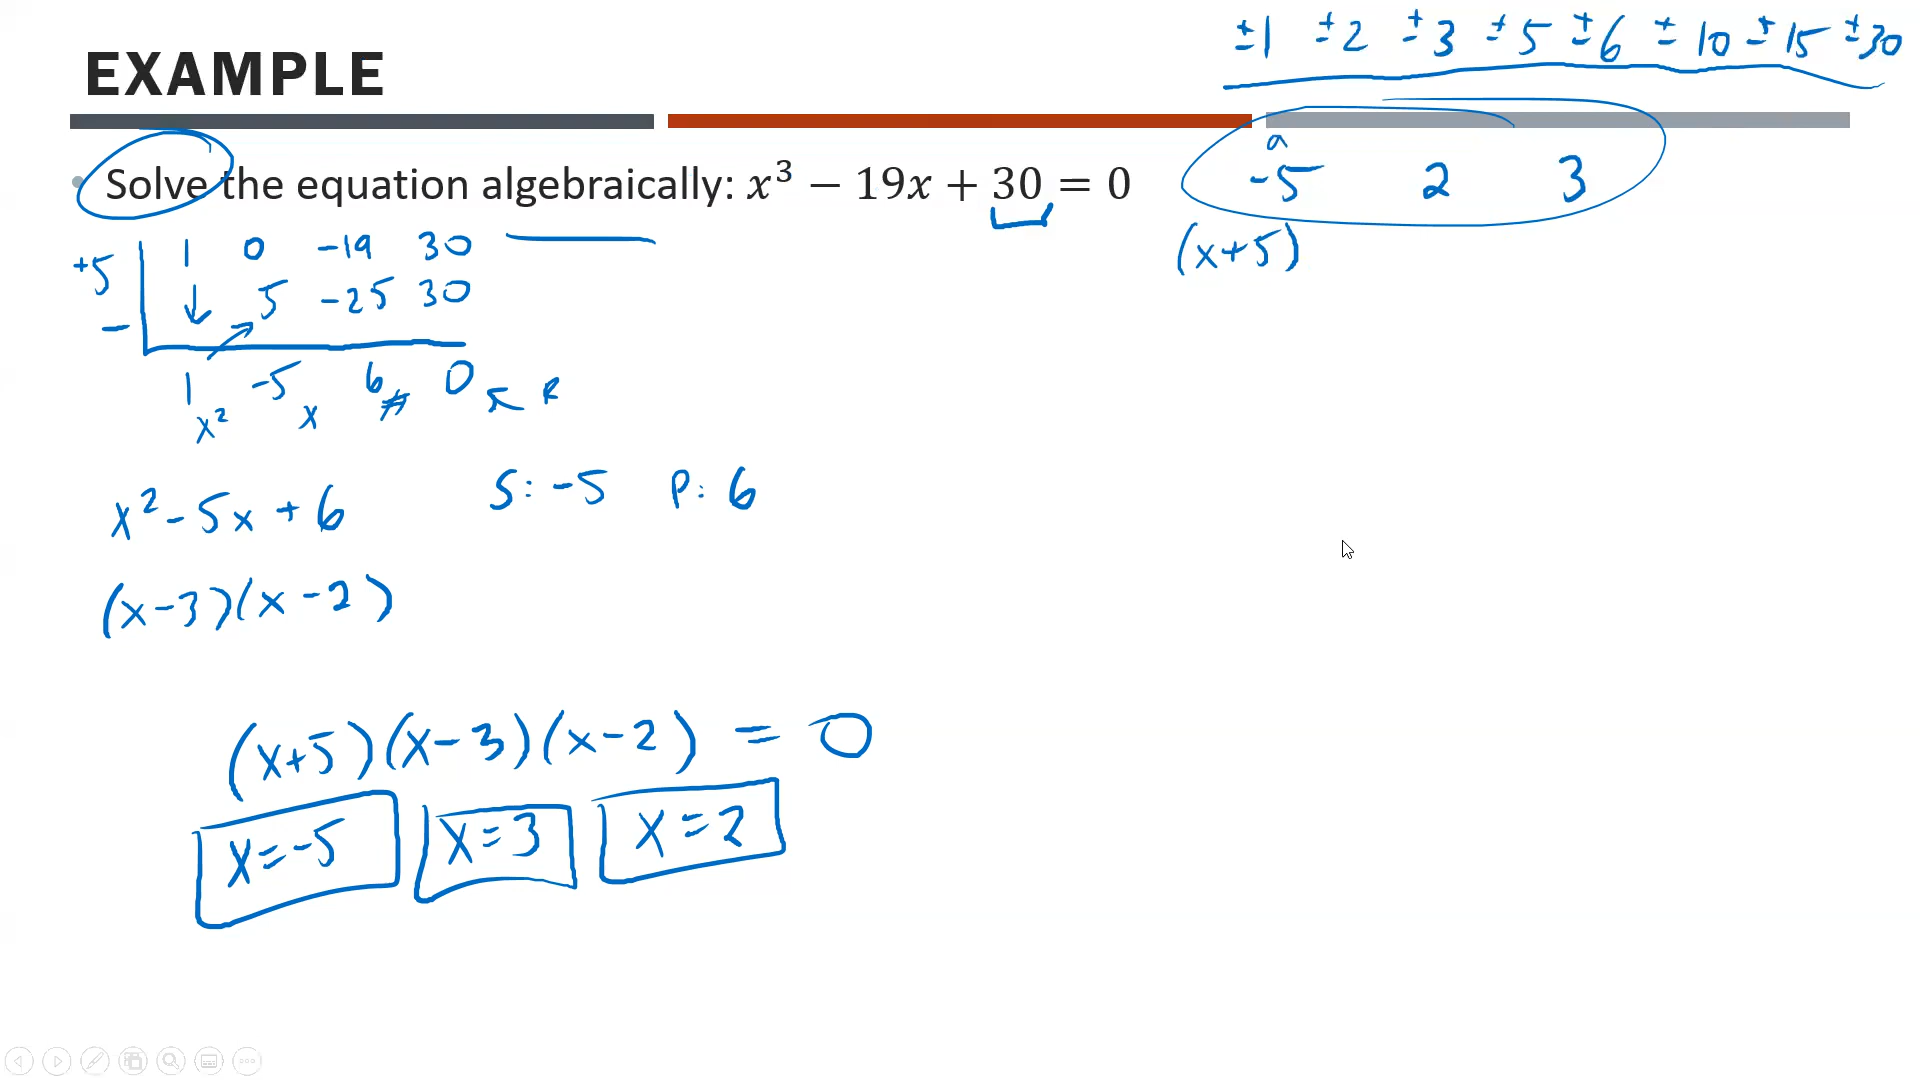 ±1 ±2 ±3 ±5 ±6 ±10 ±15 ±30
EXAMPLE
• Solve the equation algebraically: x³ − 19x + 30 = 0
a
-5 2 3
(x+5)
+5 1 0 -19 30
− ↓ 5 -25 30
1 -5 6 0 R
x² x #
x² - 5x + 6 S: -5 P: 6
(x-3)(x-2)
(x+5)(x-3)(x-2) = 0
x=-5 x=3 x=2